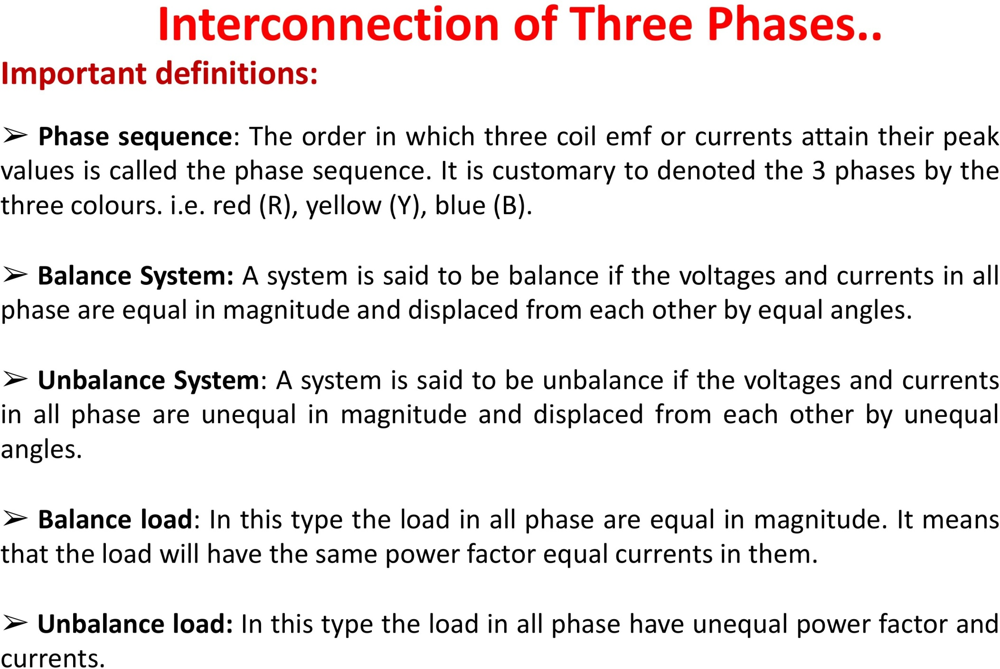 Interconnection of Three Phases..
Important definitions:
➢ Phase sequence: The order in which three coil emf or currents attain their peak
values is called the phase sequence. It is customary to denoted the 3 phases by the
three colours. i.e. red (R), yellow (Y), blue (B).
➢ Balance System: A system is said to be balance if the voltages and currents in all
phase are equal in magnitude and displaced from each other by equal angles.
➢ Unbalance System: A system is said to be unbalance if the voltages and currents
in all phase are unequal in magnitude and displaced from each other by unequal
angles.
➢ Balance load: In this type the load in all phase are equal in magnitude. It means
that the load will have the same power factor equal currents in them.
➢ Unbalance load: In this type the load in all phase have unequal power factor and
currents.